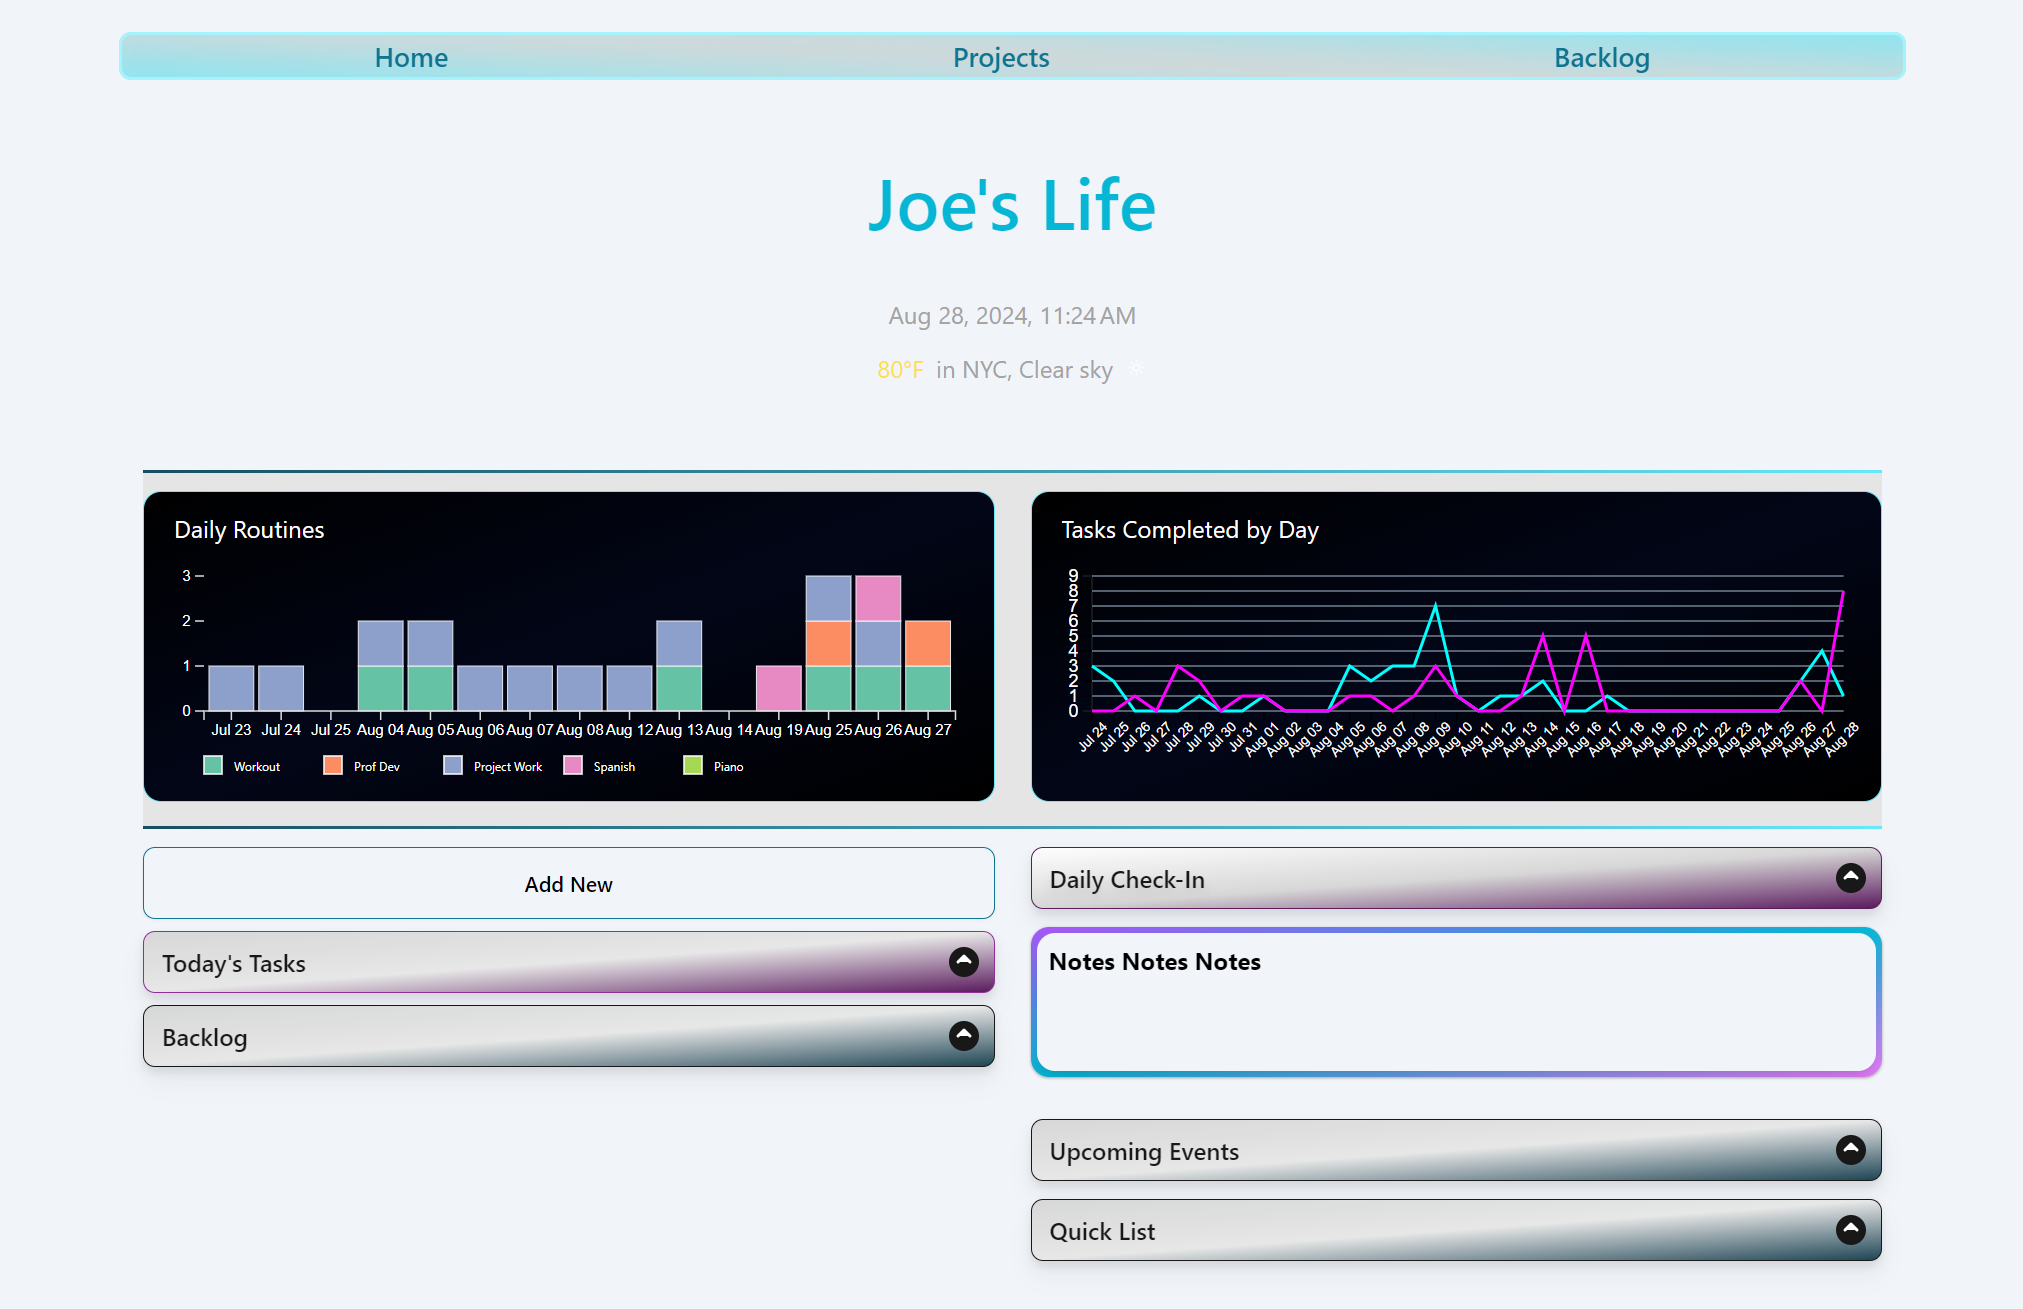 Home Projects Backlog
Joe's Life
Aug 28, 2024, 11:24 AM
80°F in NYC, Clear sky
Daily Routines
3
2
1
0
Jul 23 Jul 24 Jul 25 Aug 04 Aug 05 Aug 06 Aug 07 Aug 08 Aug 12 Aug 13 Aug 14 Aug 19 Aug 25 Aug 26 Aug 27
Workout Prof Dev Project Work Spanish Piano
Tasks Completed by Day
9
8
7
6
5
4
3
2
1
0
Jul 24 Jul 25 Jul 26 Jul 27 Jul 28 Jul 29 Jul 30 Jul 31 Aug 01 Aug 02 Aug 03 Aug 04 Aug 05 Aug 06 Aug 07 Aug 08 Aug 09 Aug 10 Aug 11 Aug 12 Aug 13 Aug 14 Aug 15 Aug 16 Aug 17 Aug 18 Aug 19 Aug 20 Aug 21 Aug 22 Aug 23 Aug 24 Aug 25 Aug 26 Aug 27 Aug 28
Add New
Today's Tasks
Backlog
Daily Check-In
Notes Notes Notes
Upcoming Events
Quick List